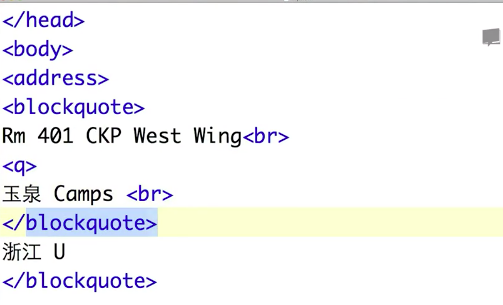 </head>
<body>
<address>
<blockquote>
Rm 401 CKP West Wing<br>
<q>
玉泉 Camps <br>
</blockquote>
浙江 U
</blockquote>